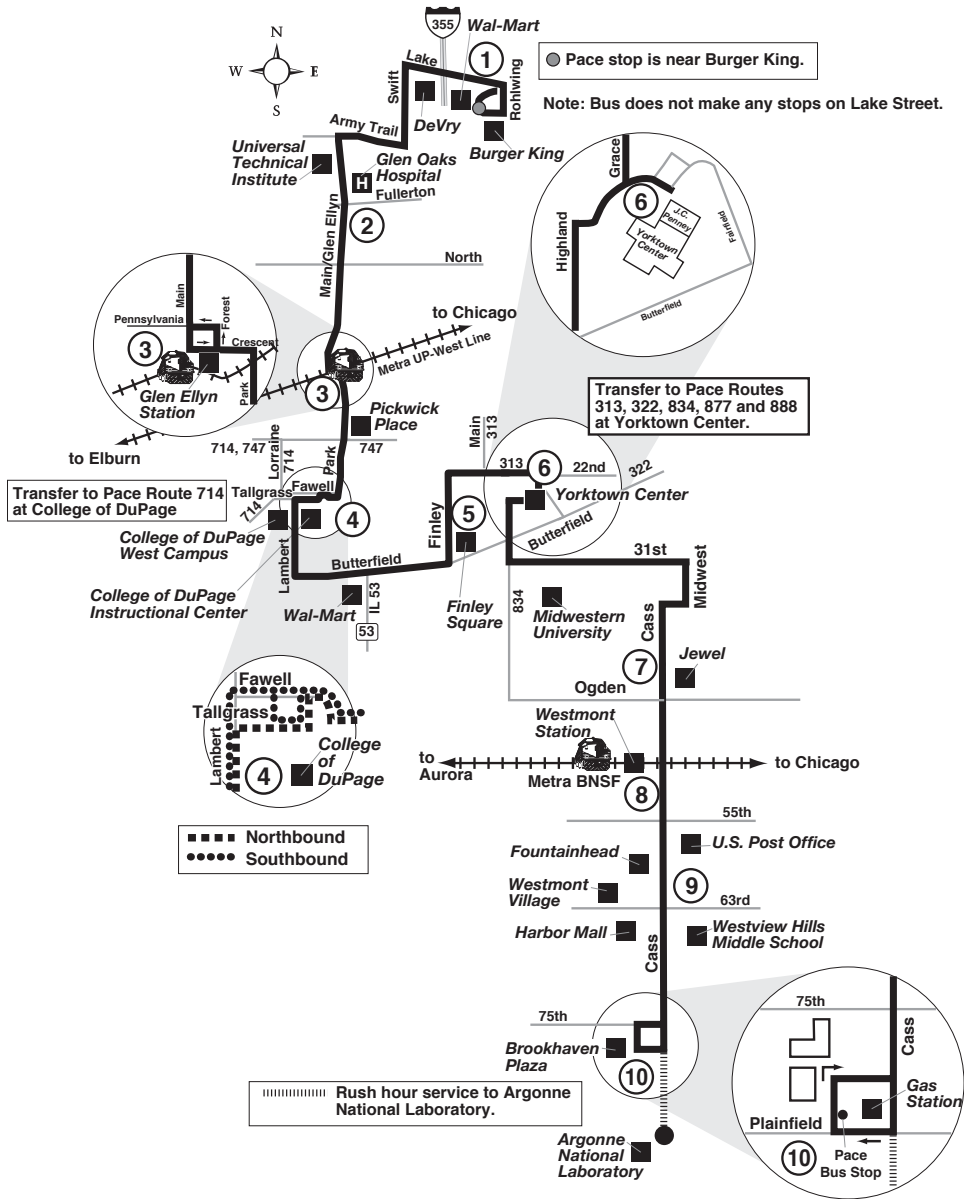 355
Wal-Mart
N
W
E
S
Lake
1
Pace stop is near Burger King.
Note: Bus does not make any stops on Lake Street.
Swift
Rohlwing
DeVry
Burger King
Army Trail
Universal
Technical
Institute
H
Glen Oaks
Hospital
Fullerton
2
Main/Glen Ellyn
North
Grace
6
J.C.
Penney
Yorktown
Center
Fairfield
Highland
Butterfield
Main
Pennsylvania
Forest
Crescent
3
Park
Glen Ellyn
Station
to Elburn
to Chicago
Metra UP-West Line
3
Pickwick
Place
714, 747
747
Lorraine
714
Park
Transfer to Pace Routes
313, 322, 834, 877 and 888
at Yorktown Center.
Main
313
313
6
22nd
322
Yorktown Center
Butterfield
Transfer to Pace Route 714
at College of DuPage
Tallgrass
Fawell
714
4
College of DuPage
West Campus
Lambert
College of DuPage
Instructional Center
Butterfield
Wal-Mart
IL 53
53
Finley
5
Finley
Square
31st
Midwest
834
Midwestern
University
Cass
7
Jewel
Ogden
Fawell
Tallgrass
Lambert
4
College
of
DuPage
Northbound
Southbound
Westmont
Station
to
Aurora
Metra BNSF
to Chicago
8
55th
Fountainhead
U.S. Post Office
Westmont
Village
9
63rd
Harbor Mall
Westview Hills
Middle School
Cass
75th
Brookhaven
Plaza
10
Rush hour service to Argonne
National Laboratory.
Argonne
National
Laboratory
75th
Cass
Gas
Station
Plainfield
10
Pace
Bus Stop